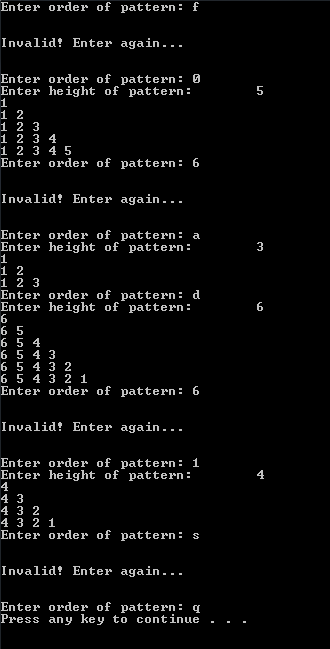 Enter order of pattern: f
Invalid! Enter again...
Enter order of pattern: 0
Enter height of pattern:        5
1
1 2
1 2 3
1 2 3 4
1 2 3 4 5
Enter order of pattern: 6
Invalid! Enter again...
Enter order of pattern: a
Enter height of pattern:        3
1
1 2
1 2 3
Enter order of pattern: d
Enter height of pattern:        6
6
6 5
6 5 4
6 5 4 3
6 5 4 3 2
6 5 4 3 2 1
Enter order of pattern: 6
Invalid! Enter again...
Enter order of pattern: 1
Enter height of pattern:        4
4
4 3
4 3 2
4 3 2 1
Enter order of pattern: s
Invalid! Enter again...
Enter order of pattern: q
Press any key to continue . . .